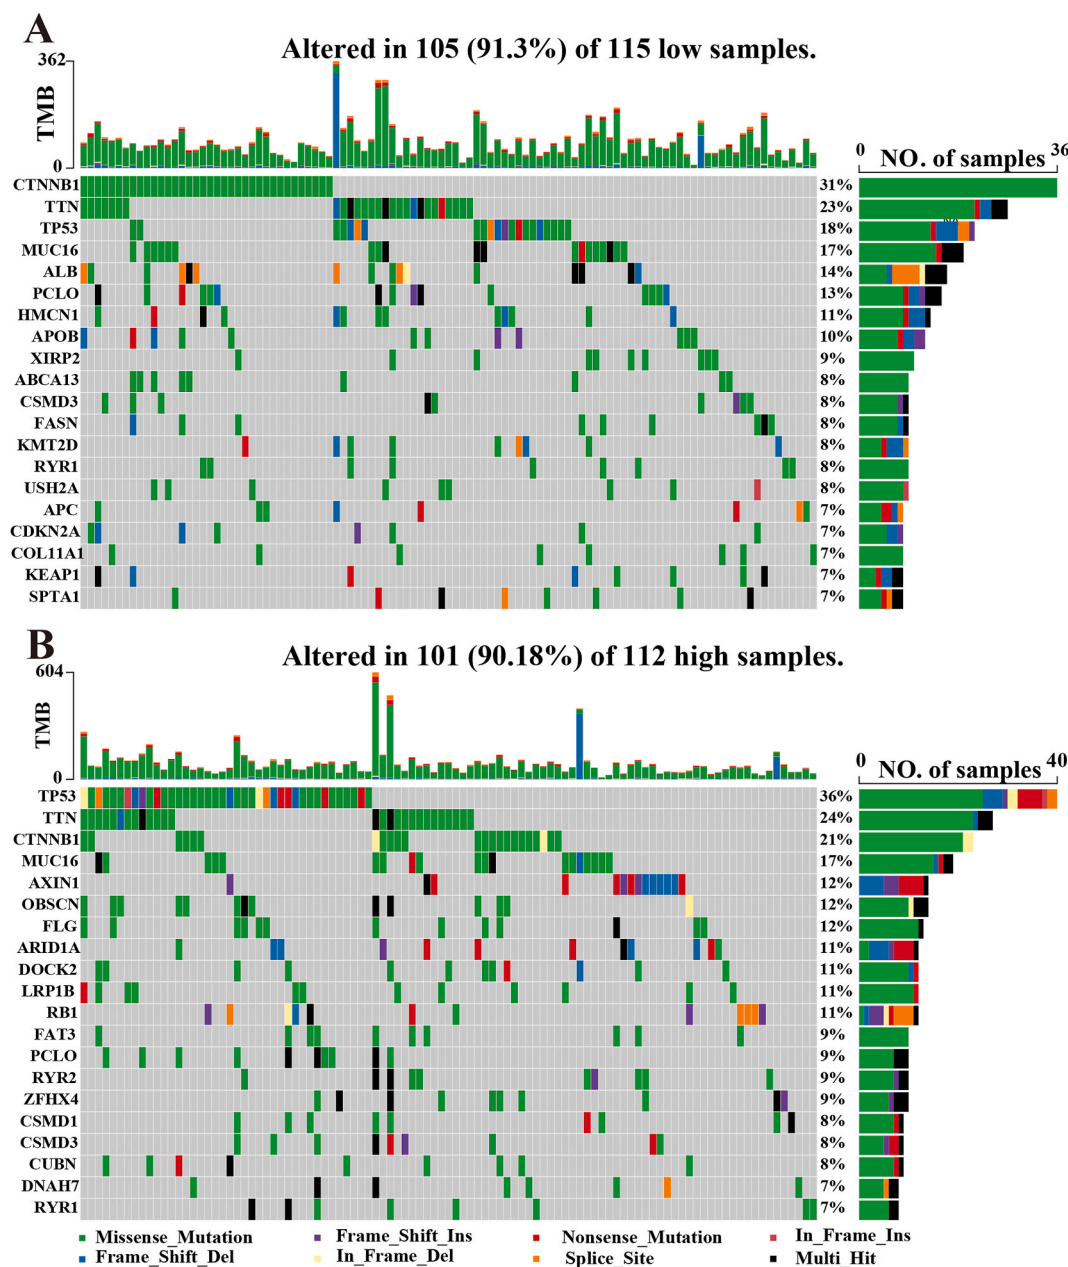 A
Altered in 105 (91.3%) of 115 low samples.
362
TMB
0
0 NO. of samples 36
CTNNB1 31%
TTN 23%
TP53 18%
MUC16 17%
ALB 14%
PCLO 13%
HMCN1 11%
APOB 10%
XIRP2 9%
ABCA13 8%
CSMD3 8%
FASN 8%
KMT2D 8%
RYR1 8%
USH2A 8%
APC 7%
CDKN2A 7%
COL11A1 7%
KEAP1 7%
SPTA1 7%
B
Altered in 101 (90.18%) of 112 high samples.
604
TMB
0
0 NO. of samples 40
TP53 36%
TTN 24%
CTNNB1 21%
MUC16 17%
AXIN1 12%
OBSCN 12%
FLG 12%
ARID1A 11%
DOCK2 11%
LRP1B 11%
RB1 11%
FAT3 9%
PCLO 9%
RYR2 9%
ZFHX4 9%
CSMD1 8%
CSMD3 8%
CUBN 8%
DNAH7 7%
RYR1 7%
Missense_Mutation Frame_Shift_Ins Nonsense_Mutation In_Frame_Ins
Frame_Shift_Del In_Frame_Del Splice_Site Multi_Hit